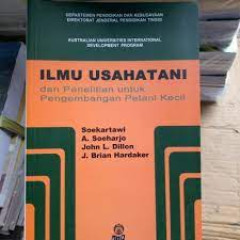 DEPARTEMEN PENDIDIKAN DAN KEBUDAYAAN
DIREKTORAT JENDERAL PENDIDIKAN TINGGI
AUSTRALIAN UNIVERSITIES INTERNATIONAL
DEVELOPMENT PROGRAM
ILMU USAHATANI
dan Penelitian untuk
Pengembangan Petani Kecil
Soekartawi
A. Soeharjo
John L. Dillon
J. Brian Hardaker